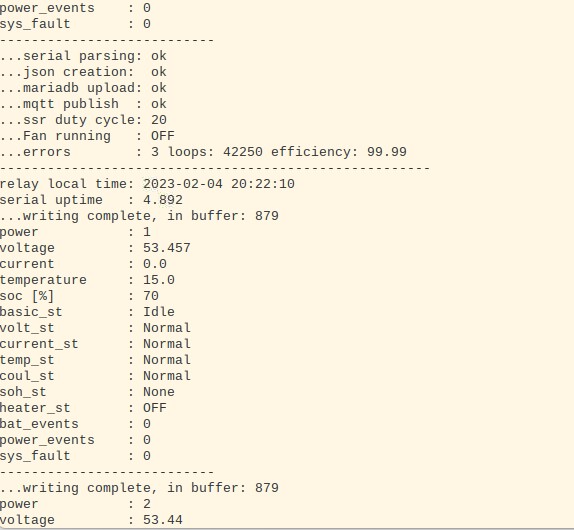 power_events    : 0
sys_fault       : 0
---------------------------
...serial parsing: ok
...json creation:  ok
...mariadb upload: ok
...mqtt publish  : ok
...ssr duty cycle: 20
...Fan running   : OFF
...errors        : 3 loops: 42250 efficiency: 99.99
------------------------------------------------------
relay local time: 2023-02-04 20:22:10
serial uptime   : 4.892
...writing complete, in buffer: 879
power           : 1
voltage         : 53.457
current         : 0.0
temperature     : 15.0
soc [%]         : 70
basic_st        : Idle
volt_st         : Normal
current_st      : Normal
temp_st         : Normal
coul_st         : Normal
soh_st          : None
heater_st       : OFF
bat_events      : 0
power_events    : 0
sys_fault       : 0
---------------------------
...writing complete, in buffer: 879
power           : 2
voltage         : 53.44